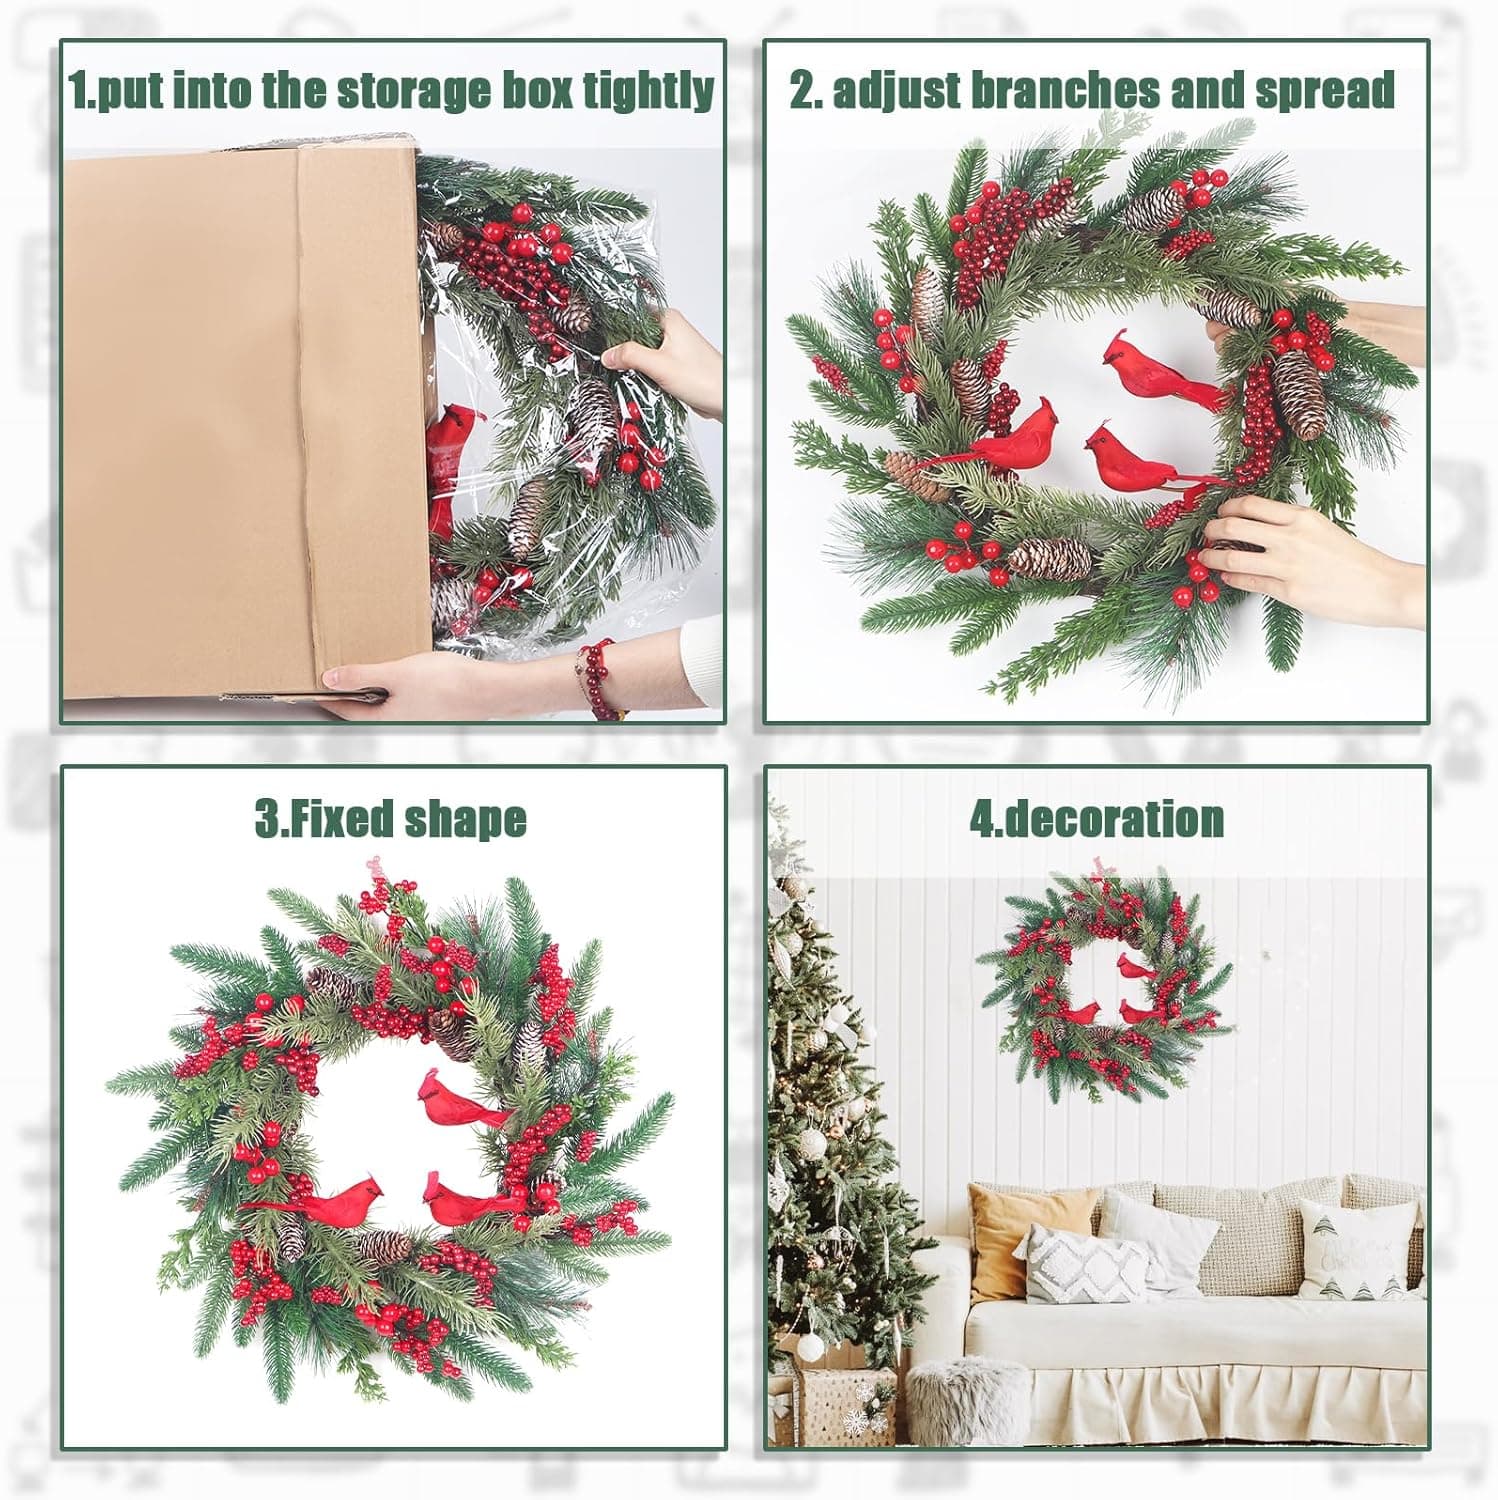 1.put into the storage box tightly
2. adjust branches and spread
3.Fixed shape
4.decoration